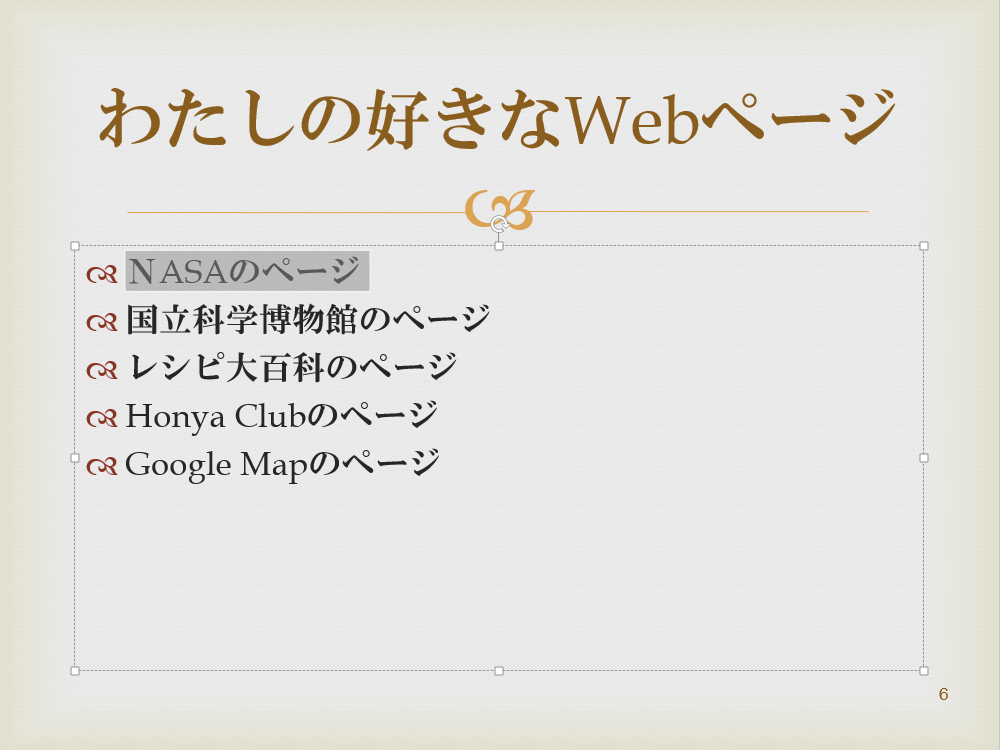 わたしの好きなWebページ
ＮASAのページ
国立科学博物館のページ
レシピ大百科のページ
Honya Clubのページ
Google Mapのページ
6